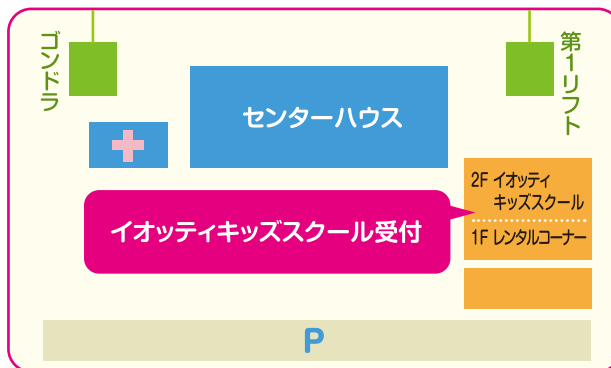 ゴンドラ
第1リフト
センターハウス
2F イオッティ
キッズスクール
イオッティキッズスクール受付
1F レンタルコーナー
P